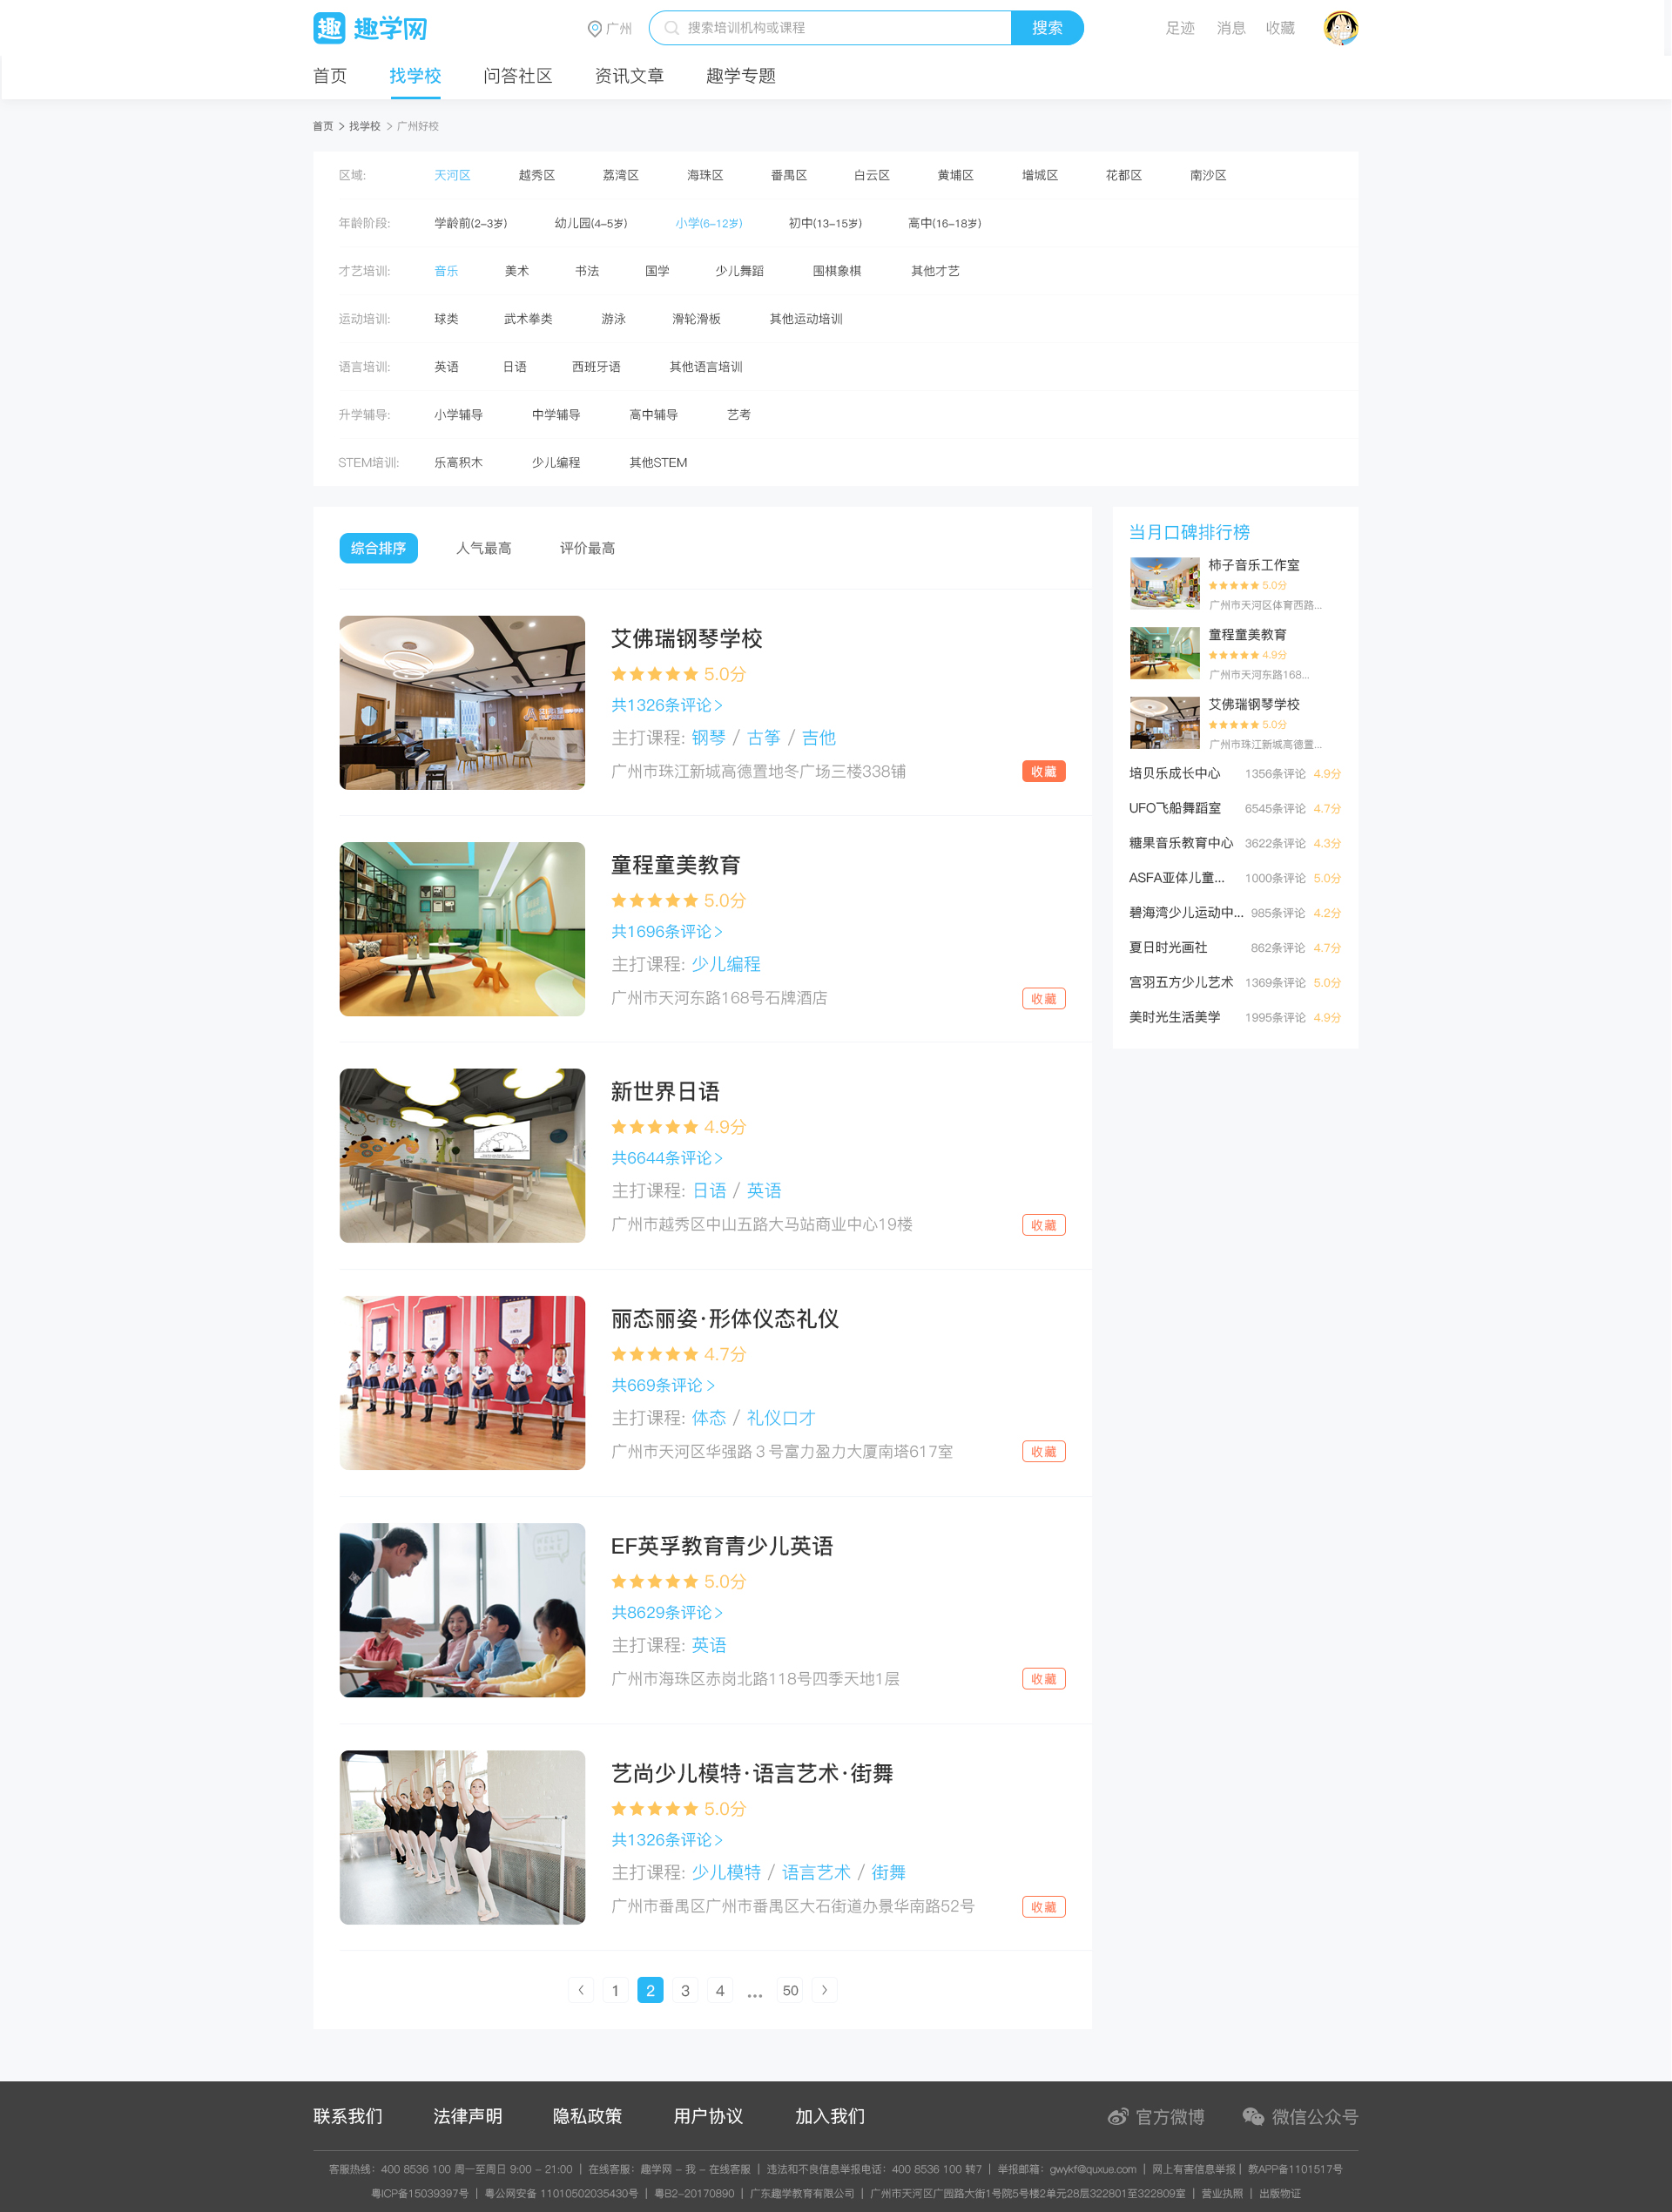 趣 趣学网 广州 搜索培训机构或课程 搜索 足迹 消息 收藏
首页 找学校 问答社区 资讯文章 趣学专题
首页 > 找学校 > 广州好校
区域: 天河区 越秀区 荔湾区 海珠区 番禺区 白云区 黄埔区 增城区 花都区 南沙区
年龄阶段: 学龄前(2-3岁) 幼儿园(4-5岁) 小学(6-12岁) 初中(13-15岁) 高中(16-18岁)
才艺培训: 音乐 美术 书法 国学 少儿舞蹈 围棋象棋 其他才艺
运动培训: 球类 武术拳类 游泳 滑轮滑板 其他运动培训
语言培训: 英语 日语 西班牙语 其他语言培训
升学辅导: 小学辅导 中学辅导 高中辅导 艺考
STEM培训: 乐高积木 少儿编程 其他STEM
综合排序 人气最高 评价最高
艾佛瑞钢琴学校
5.0分
共1326条评论>
主打课程: 钢琴 / 古筝 / 吉他
广州市珠江新城高德置地冬广场三楼338铺 收藏
童程童美教育
5.0分
共1696条评论>
主打课程: 少儿编程
广州市天河东路168号石牌酒店 收藏
新世界日语
4.9分
共6644条评论>
主打课程: 日语 / 英语
广州市越秀区中山五路大马站商业中心19楼 收藏
丽态丽姿·形体仪态礼仪
4.7分
共669条评论>
主打课程: 体态 / 礼仪口才
广州市天河区华强路3号富力盈力大厦南塔617室 收藏
EF英孚教育青少儿英语
5.0分
共8629条评论>
主打课程: 英语
广州市海珠区赤岗北路118号四季天地1层 收藏
艺尚少儿模特·语言艺术·街舞
5.0分
共1326条评论>
主打课程: 少儿模特 / 语言艺术 / 街舞
广州市番禺区广州市番禺区大石街道办景华南路52号 收藏
< 1 2 3 4 ... 50 >
当月口碑排行榜
柿子音乐工作室
5.0分
广州市天河区体育西路...
童程童美教育
4.9分
广州市天河东路168...
艾佛瑞钢琴学校
5.0分
广州市珠江新城高德置...
培贝乐成长中心 1356条评论 4.9分
UFO飞船舞蹈室 6545条评论 4.7分
糖果音乐教育中心 3622条评论 4.3分
ASFA亚体儿童... 1000条评论 5.0分
碧海湾少儿运动中... 985条评论 4.2分
夏日时光画社 862条评论 4.7分
宫羽五方少儿艺术 1369条评论 5.0分
美时光生活美学 1995条评论 4.9分
联系我们 法律声明 隐私政策 用户协议 加入我们 官方微博 微信公众号
客服热线：400 8536 100 周一至周日 9:00 - 21:00 | 在线客服：趣学网 - 我 - 在线客服 | 违法和不良信息举报电话：400 8536 100 转7 | 举报邮箱：gwykf@quxue.com | 网上有害信息举报 | 教APP备1101517号
粤ICP备15039397号 | 粤公网安备 11010502035430号 | 粤B2-20170890 | 广东趣学教育有限公司 | 广州市天河区广园路大街1号院5号楼2单元28层322801至322809室 | 营业执照 | 出版物证